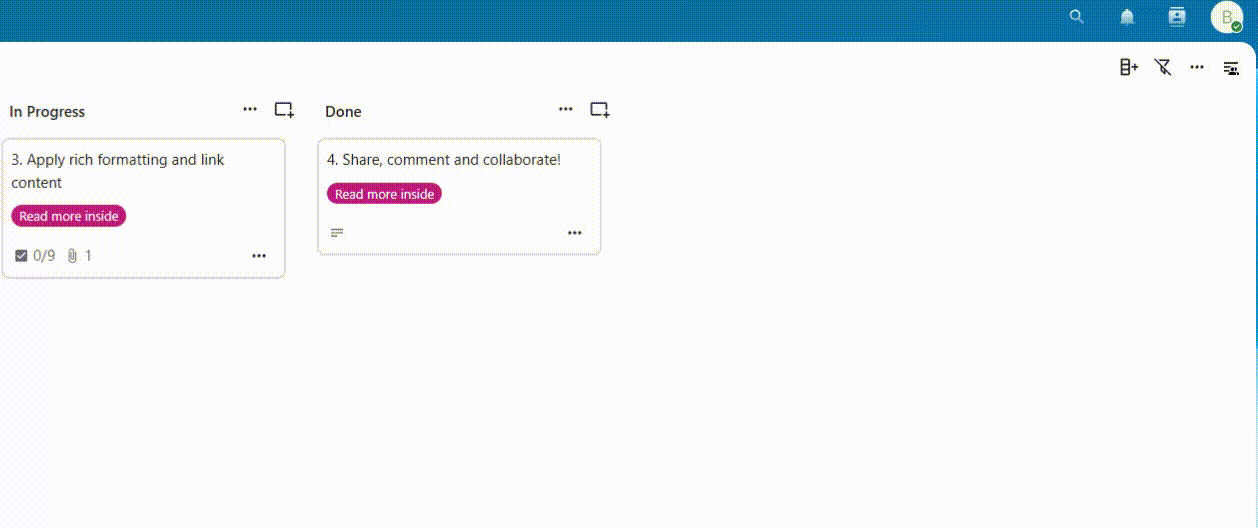 B
In Progress
Done
3. Apply rich formatting and link
content
Read more inside
0/9 1
4. Share, comment and collaborate!
Read more inside